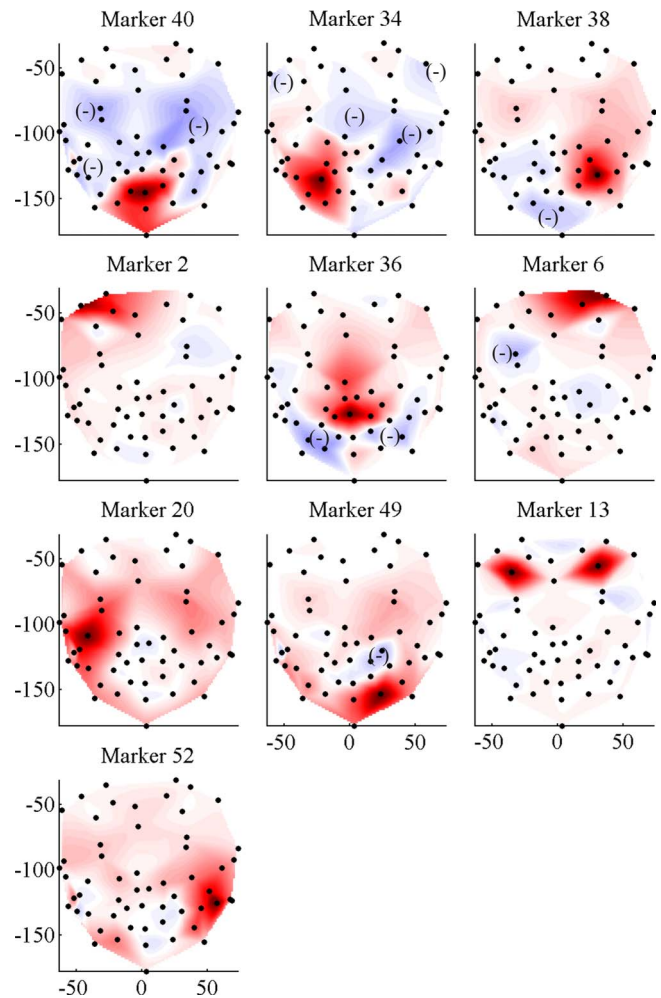 Marker 40 Marker 34 Marker 38
-50 (-) (-)
(-) (-)
-100 (-) (-)
(-)
-150 (-)
Marker 2 Marker 36 Marker 6
-50
(-)
-100
-150 (-) (-)
Marker 20 Marker 49 Marker 13
-50
-100
(-)
-150
-50 0 50 -50 0 50
Marker 52
-50
-100
-150
-50 0 50